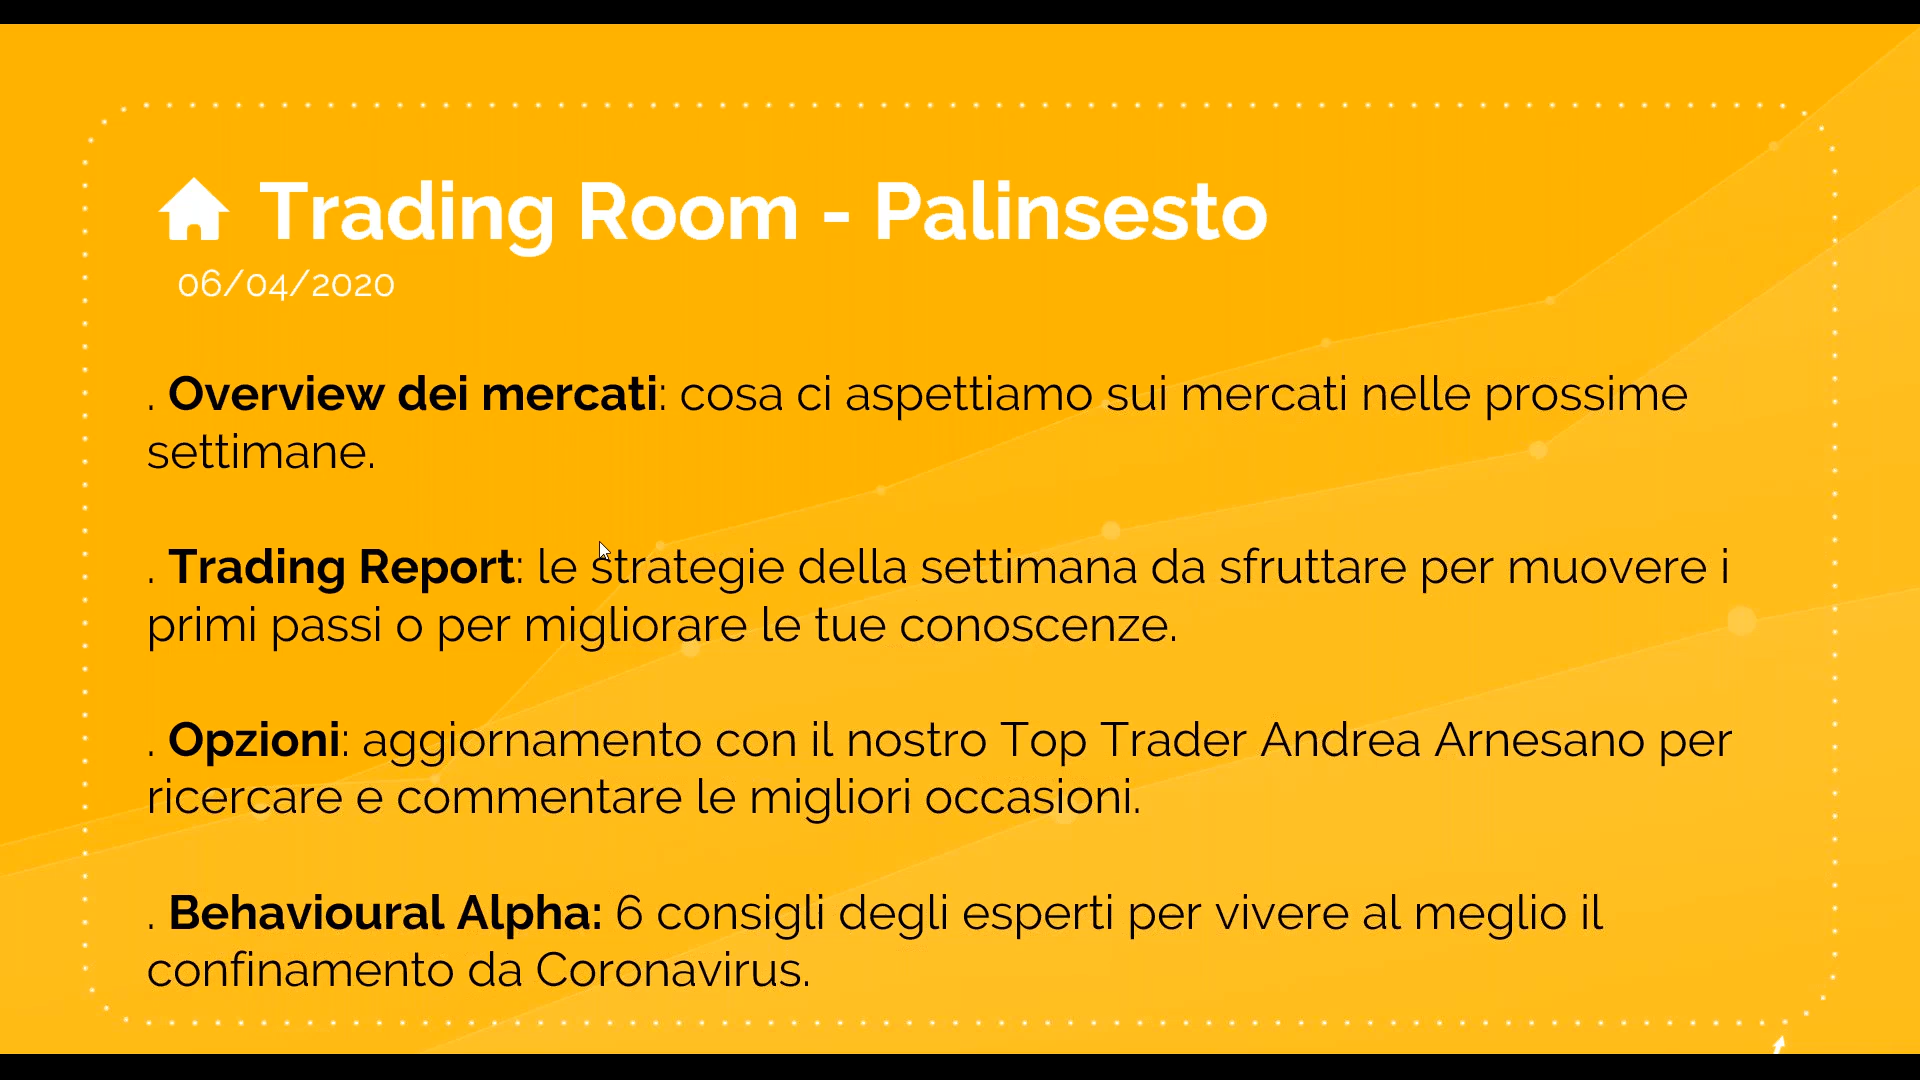 Trading Room - Palinsesto
06/04/2020
. Overview dei mercati: cosa ci aspettiamo sui mercati nelle prossime
settimane.
. Trading Report: le strategie della settimana da sfruttare per muovere i
primi passi o per migliorare le tue conoscenze.
. Opzioni: aggiornamento con il nostro Top Trader Andrea Arnesano per
ricercare e commentare le migliori occasioni.
. Behavioural Alpha: 6 consigli degli esperti per vivere al meglio il
confinamento da Coronavirus.